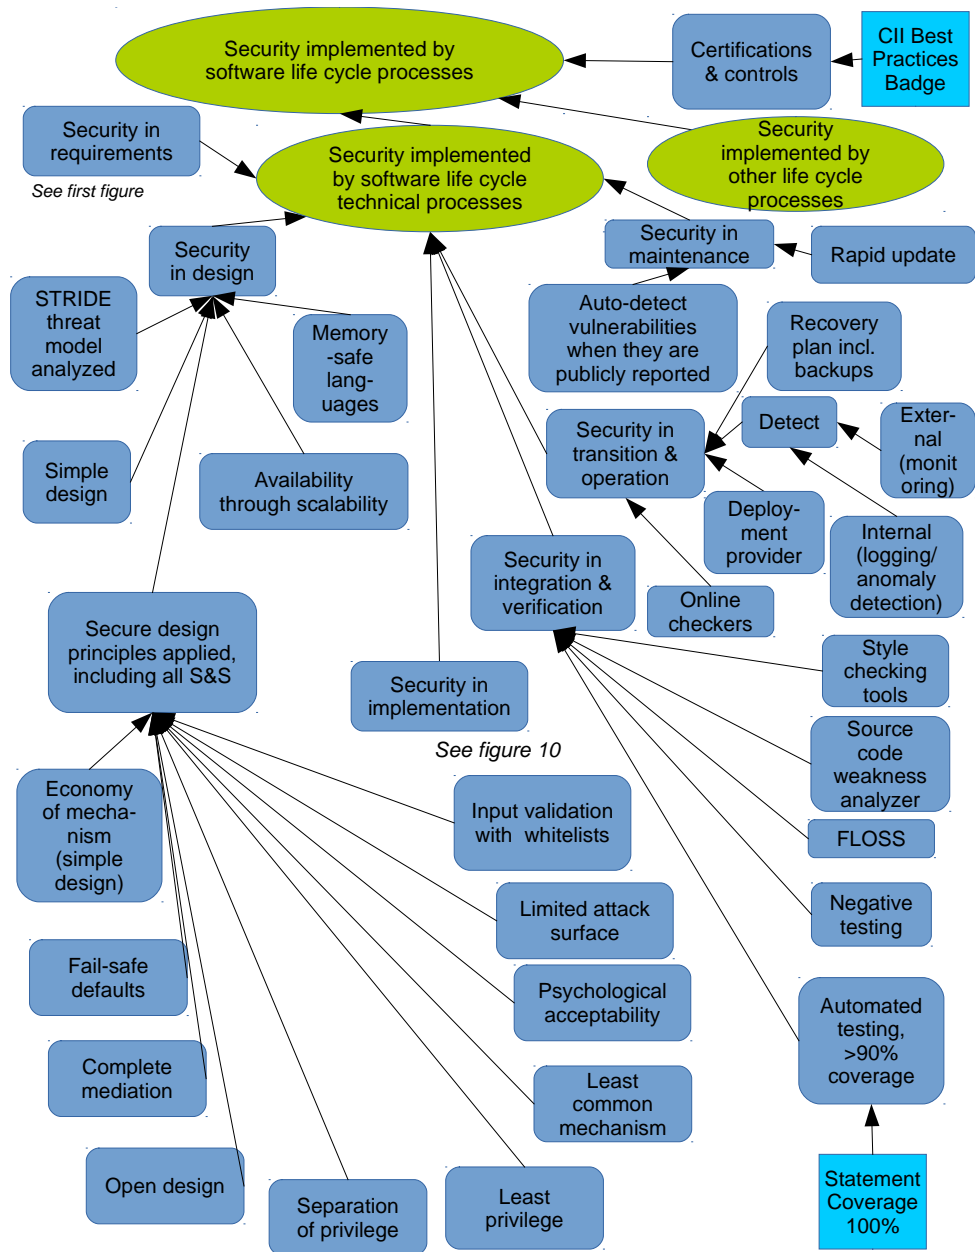 Security implemented by
software life cycle processes
Certifications
& controls
CII Best
Practices
Badge
Security in
requirements
See first figure
Security implemented
by software life cycle
technical processes
Security
implemented by
other life cycle
processes
Security
in design
Security in
maintenance
Rapid update
STRIDE
threat
model
analyzed
Memory
-safe
lang-
uages
Auto-detect
vulnerabilities
when they are
publicly reported
Recovery
plan incl.
backups
Simple
design
Availability
through scalability
Security in
transition &
operation
Detect
Exter-
nal
(monit
oring)
Deploy-
ment
provider
Internal
(logging/
anomaly
detection)
Security in
integration &
verification
Online
checkers
Secure design
principles applied,
including all S&S
Security in
implementation
See figure 10
Style
checking
tools
Source
code
weakness
analyzer
Economy
of mecha-
nism
(simple
design)
Input validation
with whitelists
FLOSS
Limited attack
surface
Negative
testing
Fail-safe
defaults
Psychological
acceptability
Automated
testing,
>90%
coverage
Complete
mediation
Least
common
mechanism
Open design
Separation
of privilege
Least
privilege
Statement
Coverage
100%